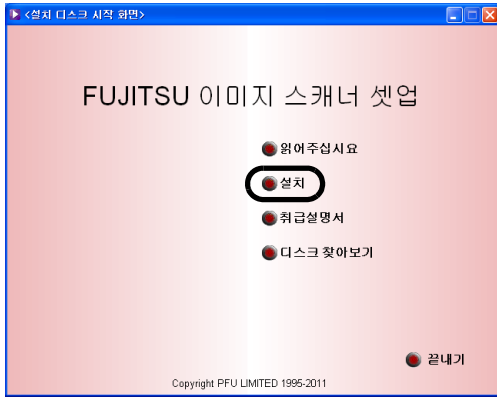 <설치 디스크 시작 화면>
FUJITSU 이미지 스캐너 셋업
읽어주십시요
설치
취급설명서
디스크 찾아보기
끝내기
Copyright PFU LIMITED 1995-2011